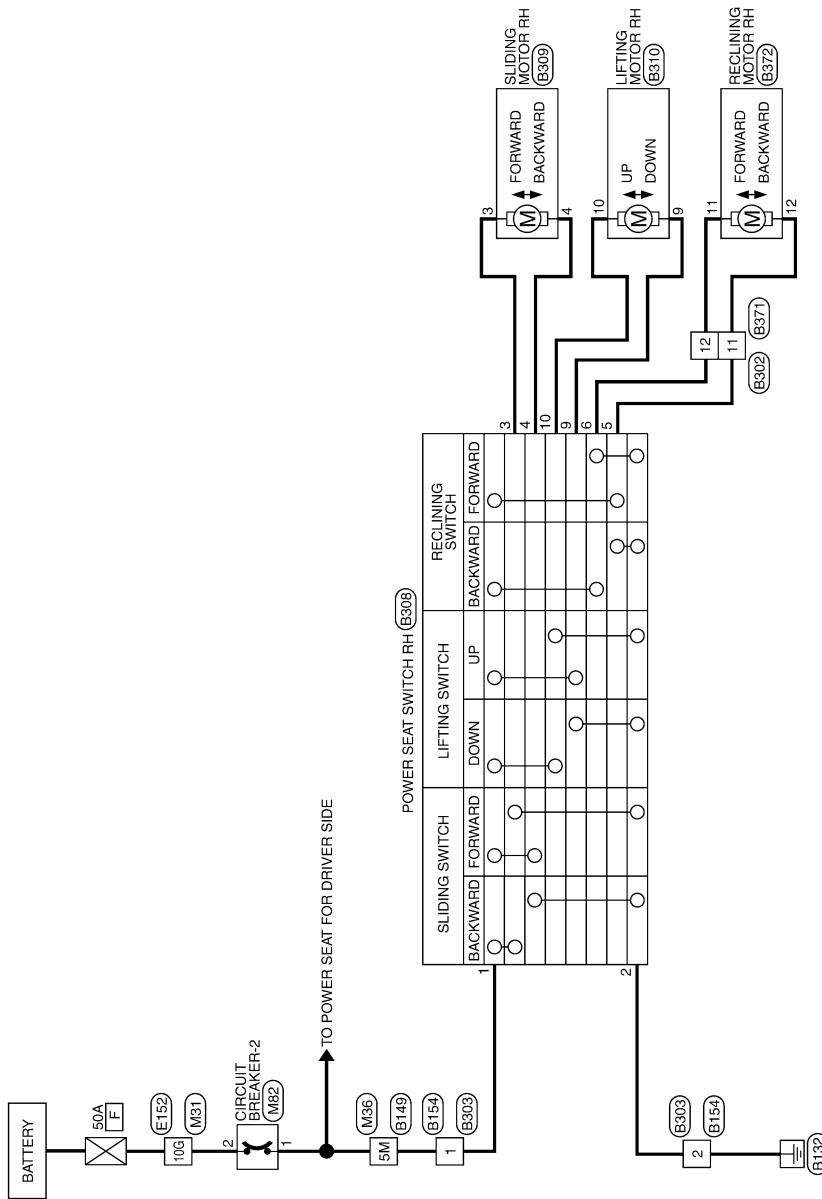 BATTERY
50A
F
10G
E152
M31
2
CIRCUIT
BREAKER-2
M82
1
TO POWER SEAT FOR DRIVER SIDE
5M
M36
B149
1
B154
B303
POWER SEAT SWITCH RH
B308
SLIDING SWITCH
LIFTING SWITCH
RECLINING
SWITCH
BACKWARD
FORWARD
DOWN
UP
BACKWARD
FORWARD
1
2
3
4
10
9
6
5
3
4
FORWARD
BACKWARD
M
SLIDING
MOTOR RH
B309
10
9
UP
DOWN
M
LIFTING
MOTOR RH
B310
11
12
FORWARD
BACKWARD
M
RECLINING
MOTOR RH
B372
12
11
B371
B302
2
B303
B154
B132